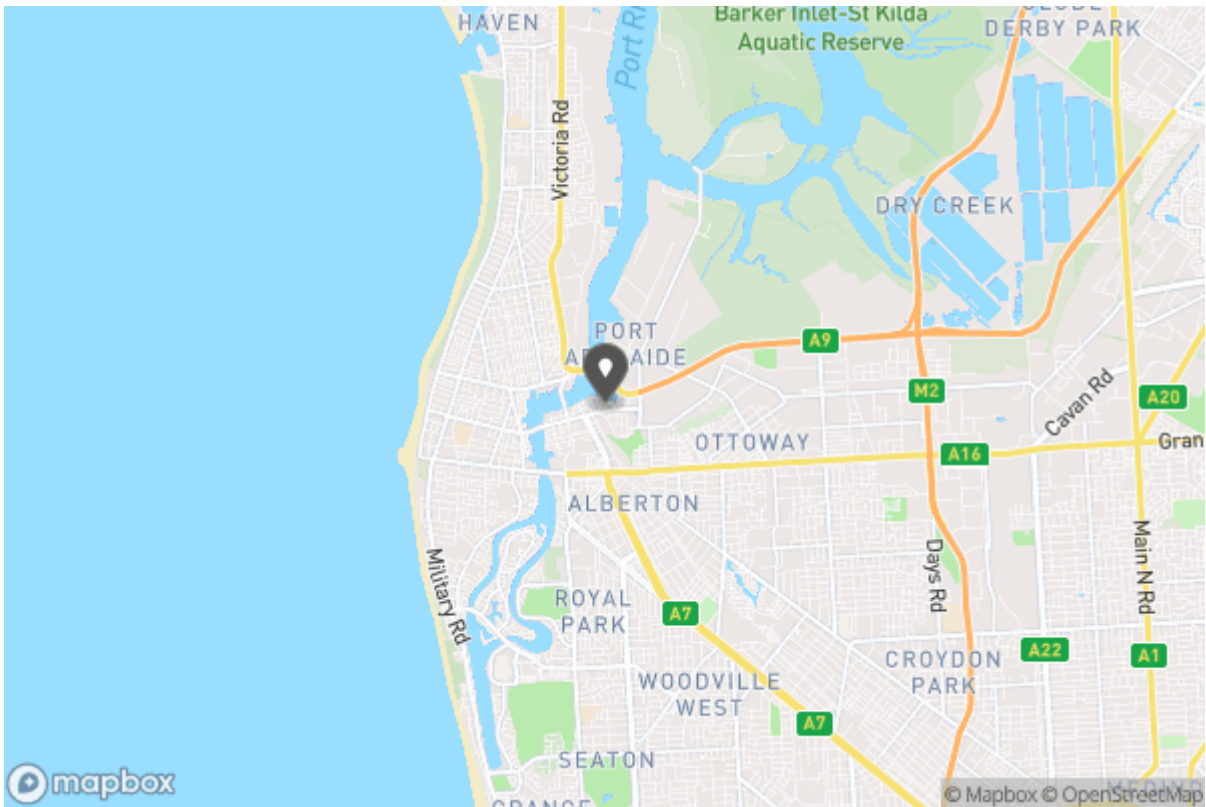 HAVEN
Barker Inlet-St Kilda
Aquatic Reserve
DERBY PARK
Victoria Rd
DRY CREEK
PORT
A9
M2
Cavan Rd
A20
OTTOWAY
A16
ALBERTON
Military Rd
Days Rd
Main N Rd
ROYAL
PARK
A7
CROYDON
PARK
A22
A1
WOODVILLE
WEST
A7
SEATON
mapbox
© Mapbox © OpenStreetMap